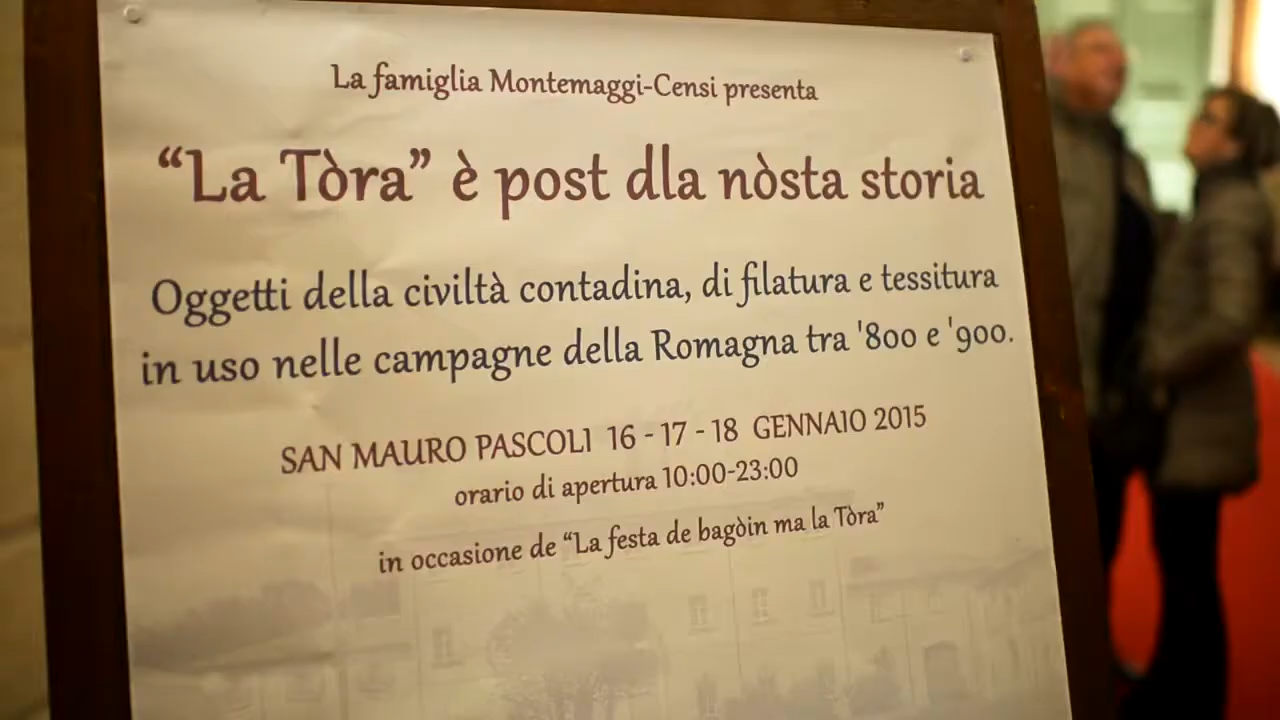 La famiglia Montemaggi-Censi presenta
“La Tòra” è post dla nòsta storia
Oggetti della civiltà contadina, di filatura e tessitura
in uso nelle campagne della Romagna tra '800 e '900.
SAN MAURO PASCOLI 16 - 17 - 18 GENNAIO 2015
orario di apertura 10:00-23:00
in occasione de “La festa de bagòin ma la Tòra”